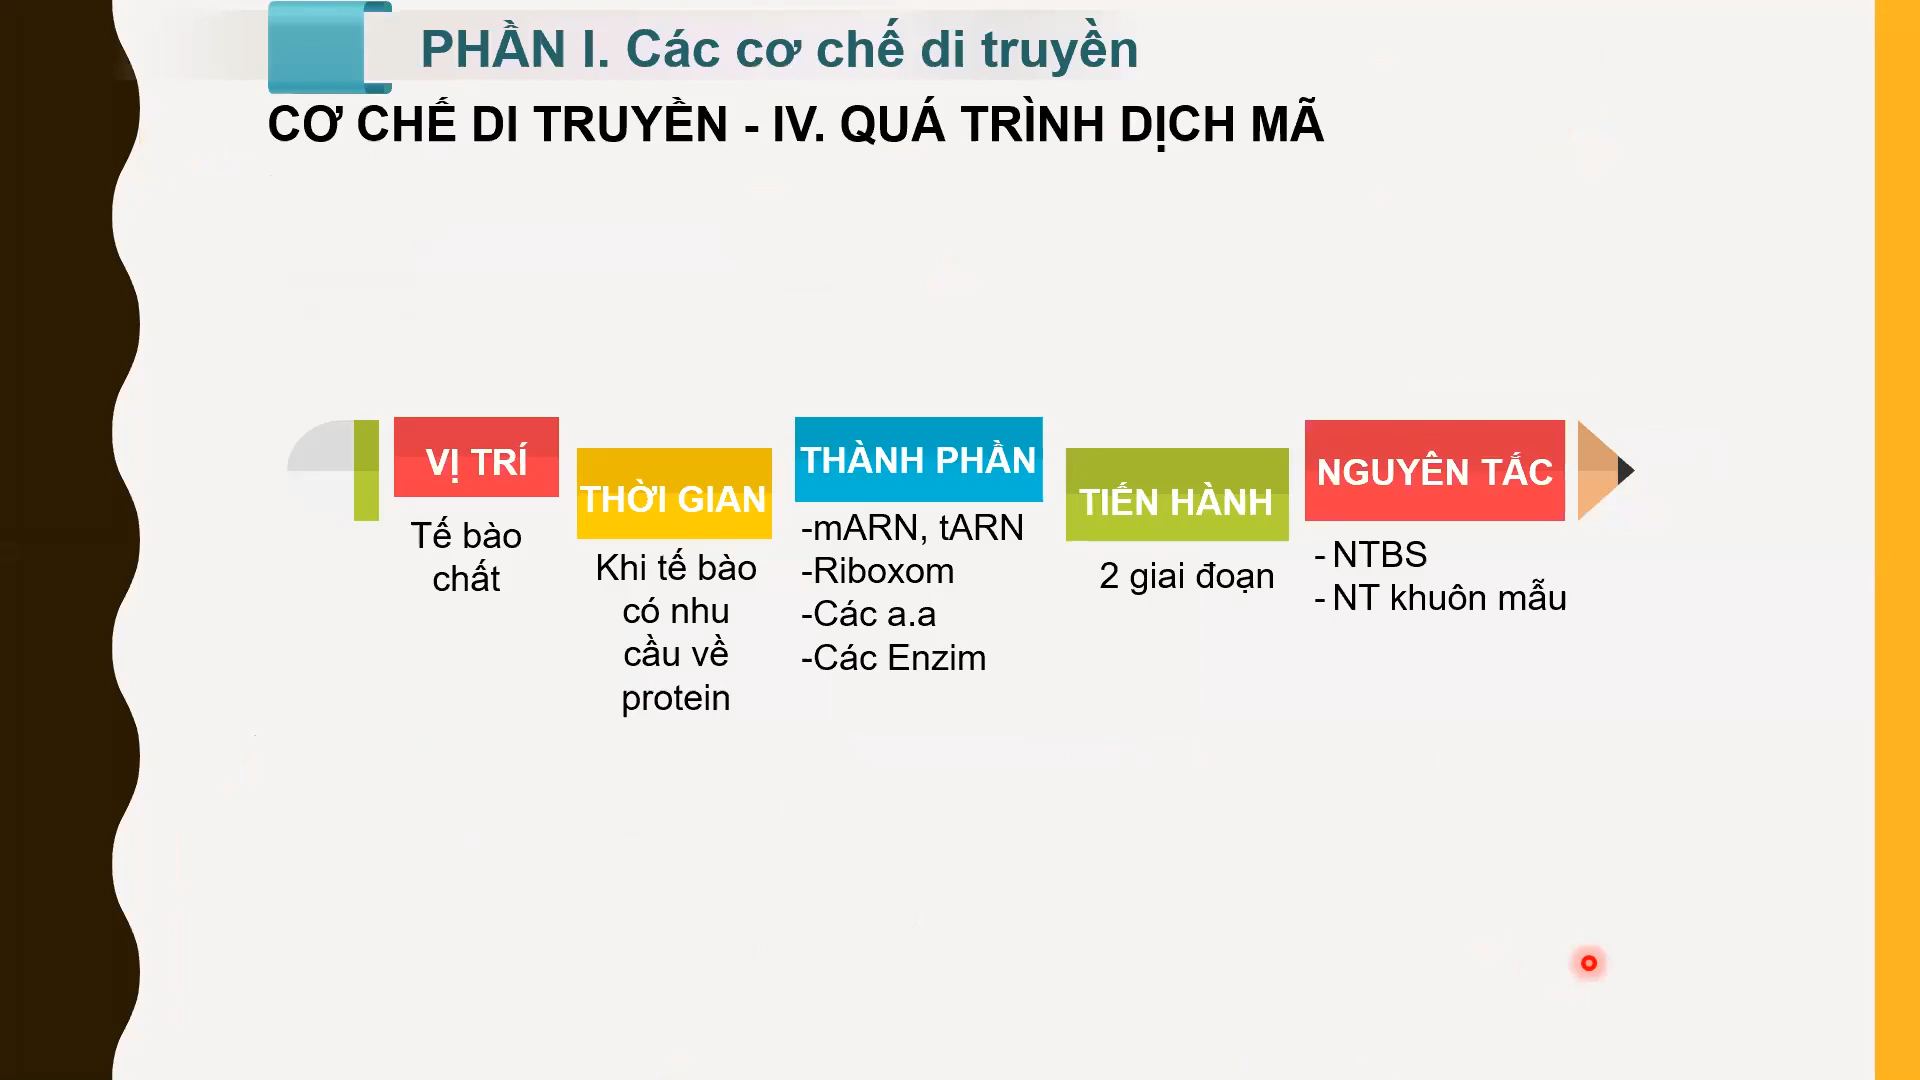 PHẦN I. Các cơ chế di truyền
CƠ CHẾ DI TRUYỀN - IV. QUÁ TRÌNH DỊCH MÃ
VỊ TRÍ
Tế bào
chất
THỜI GIAN
Khi tế bào
có nhu
cầu về
protein
THÀNH PHẦN
-mARN, tARN
-Riboxom
-Các a.a
-Các Enzim
TIẾN HÀNH
2 giai đoạn
NGUYÊN TẮC
- NTBS
- NT khuôn mẫu